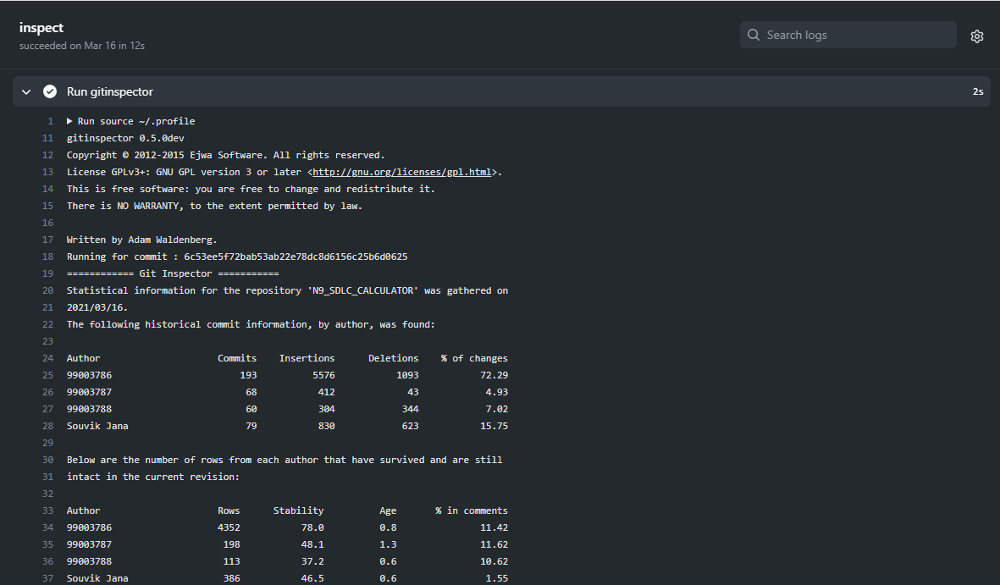 inspect
succeeded on Mar 16 in 12s
Search logs
Run gitinspector 2s
1 Run source ~/.profile
11 gitinspector 0.5.0dev
12 Copyright © 2012-2015 Ejwa Software. All rights reserved.
13 License GPLv3+: GNU GPL version 3 or later <http://gnu.org/licenses/gpl.html>.
14 This is free software: you are free to change and redistribute it.
15 There is NO WARRANTY, to the extent permitted by law.
16
17 Written by Adam Waldenberg.
18 Running for commit : 6c53ee5f72bab53ab22e78dc8d6156c25b6d0625
19 ============ Git Inspector ===========
20 Statistical information for the repository 'N9_SDLC_CALCULATOR' was gathered on
21 2021/03/16.
22 The following historical commit information, by author, was found:
23
24 Author Commits Insertions Deletions % of changes
25 99003786 193 5576 1093 72.29
26 99003787 68 412 43 4.93
27 99003788 60 304 344 7.02
28 Souvik Jana 79 830 623 15.75
29
30 Below are the number of rows from each author that have survived and are still
31 intact in the current revision:
32
33 Author Rows Stability Age % in comments
34 99003786 4352 78.0 0.8 11.42
35 99003787 198 48.1 1.3 11.62
36 99003788 113 37.2 0.6 10.62
37 Souvik Jana 386 46.5 0.6 1.55